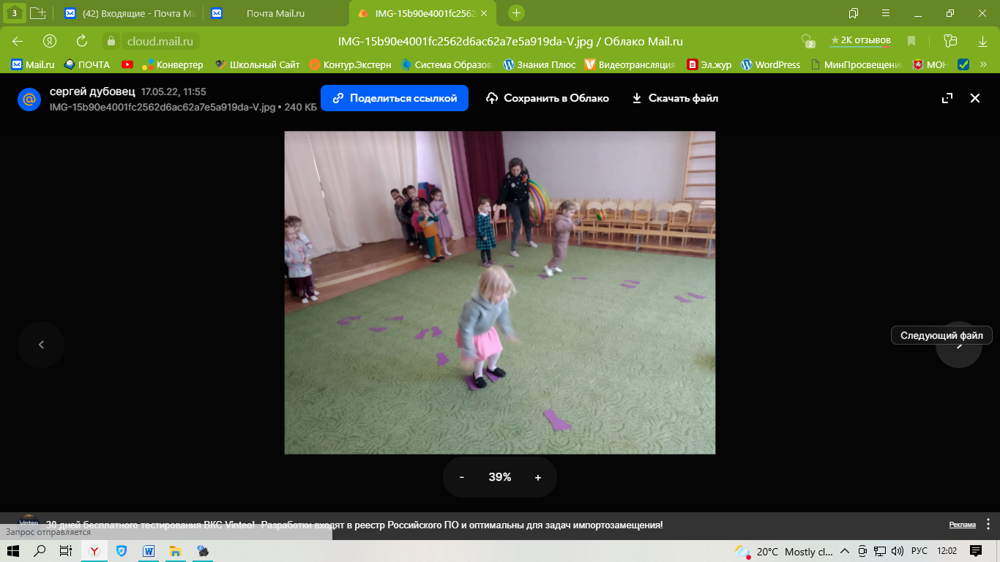 3
(42) Входящие - Почта Ma
Почта Mail.ru
IMG-15b90e4001fc2562
cloud.mail.ru
IMG-15b90e4001fc2562d6ac62a7e5a919da-V.jpg / Облако Mail.ru
2
2K отзывов
Mail.ru
ПОЧТА
Конвертер
Школьный Сайт
Контур.Экстерн
Система Образов
Знания Плюс
Видеотрансляция
Эл.жур
WordPress
МинПросвещени
МОН
»
сергей дубовец 17.05.22, 11:55
IMG-15b90e4001fc2562d6ac62a7e5a919da-V.jpg • 240 КБ
Поделиться ссылкой
Сохранить в Облако
Скачать файл
Следующий файл
- 39% +
Vinteo
30 дней бесплатного тестирования ВКС Vinteo! Разработки входят в реестр Российского ПО и оптимальны для задач импортозамещения!
Реклама
Запрос отправляется
20°C Mostly cl...
РУС
12:02